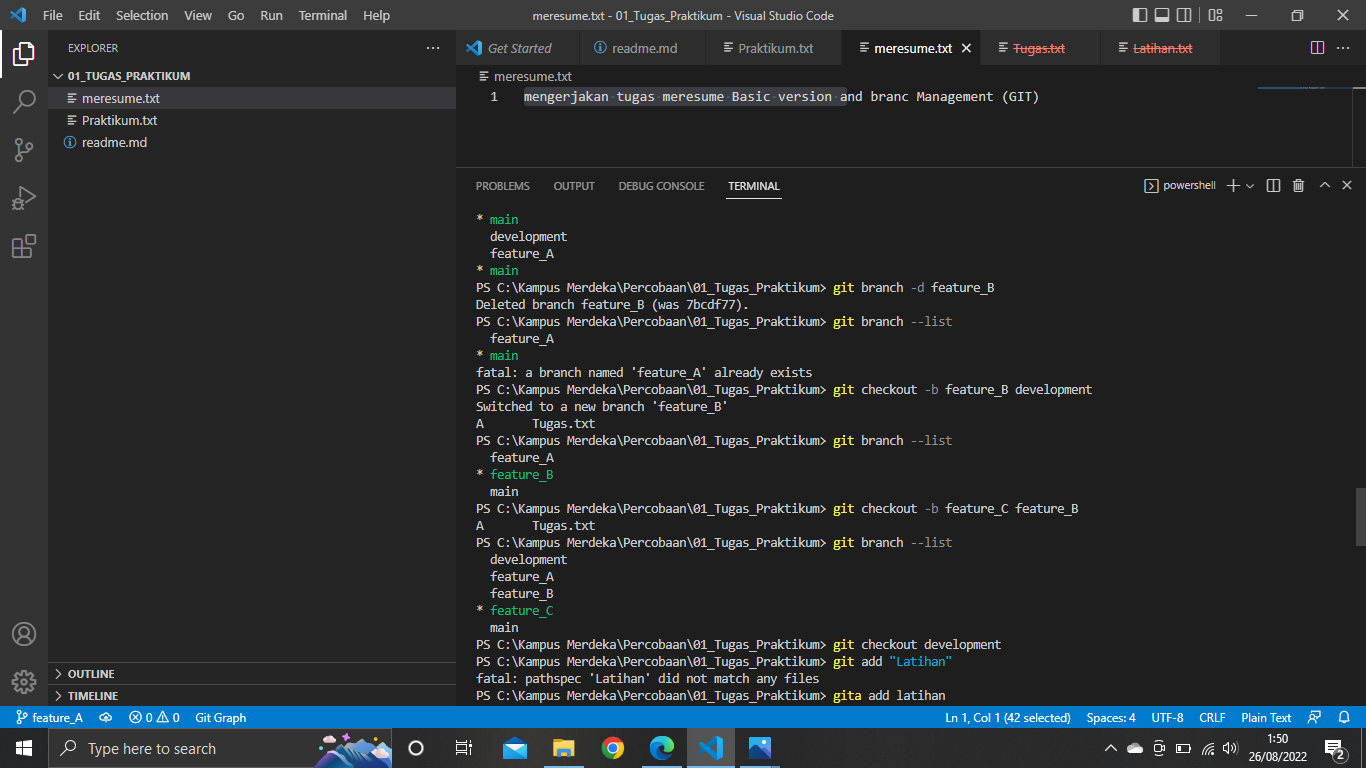 File Edit Selection View Go Run Terminal Help meresume.txt - 01_Tugas_Praktikum - Visual Studio Code
EXPLORER
01_TUGAS_PRAKTIKUM
meresume.txt
Praktikum.txt
readme.md
OUTLINE
TIMELINE
Get Started readme.md Praktikum.txt meresume.txt Tugas.txt Latihan.txt
meresume.txt
1 mengerjakan tugas meresume Basic version and branc Management (GIT)
PROBLEMS OUTPUT DEBUG CONSOLE TERMINAL powershell
* main
development
feature_A
* main
PS C:\Kampus Merdeka\Percobaan\01_Tugas_Praktikum> git branch -d feature_B
Deleted branch feature_B (was 7bcdf77).
PS C:\Kampus Merdeka\Percobaan\01_Tugas_Praktikum> git branch --list
feature_A
* main
fatal: a branch named 'feature_A' already exists
PS C:\Kampus Merdeka\Percobaan\01_Tugas_Praktikum> git checkout -b feature_B development
Switched to a new branch 'feature_B'
A Tugas.txt
PS C:\Kampus Merdeka\Percobaan\01_Tugas_Praktikum> git branch --list
feature_A
* feature_B
main
PS C:\Kampus Merdeka\Percobaan\01_Tugas_Praktikum> git checkout -b feature_C feature_B
A Tugas.txt
PS C:\Kampus Merdeka\Percobaan\01_Tugas_Praktikum> git branch --list
development
feature_A
feature_B
* feature_C
main
PS C:\Kampus Merdeka\Percobaan\01_Tugas_Praktikum> git checkout development
PS C:\Kampus Merdeka\Percobaan\01_Tugas_Praktikum> git add "Latihan"
fatal: pathspec 'Latihan' did not match any files
PS C:\Kampus Merdeka\Percobaan\01_Tugas_Praktikum> gita add latihan
feature_A 0 0 Git Graph Ln 1, Col 1 (42 selected) Spaces: 4 UTF-8 CRLF Plain Text
Type here to search
1:50
26/08/2022
2